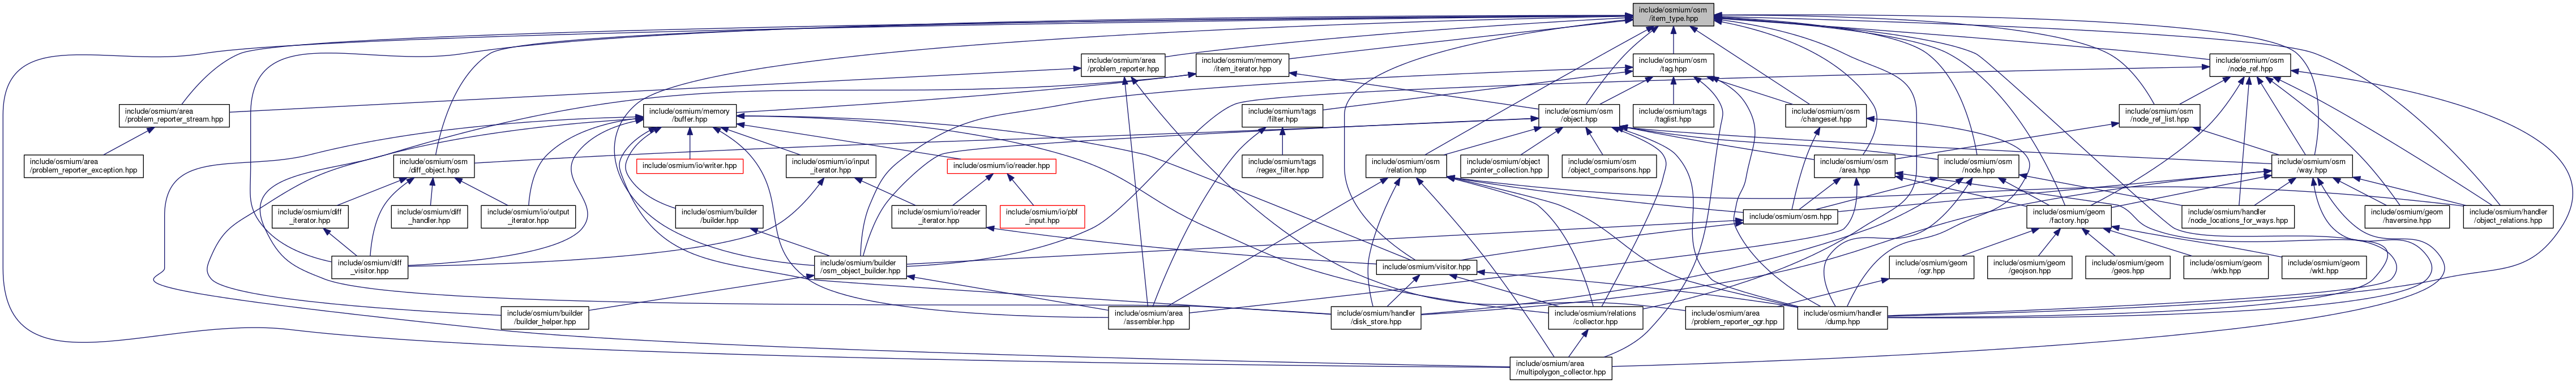 include/osmium/osm
/item_type.hpp
include/osmium/area
/problem_reporter.hpp
include/osmium/memory
/item_iterator.hpp
include/osmium/osm
/tag.hpp
include/osmium/osm
/node_ref.hpp
include/osmium/area
/problem_reporter_stream.hpp
include/osmium/memory
/buffer.hpp
include/osmium/tags
/filter.hpp
include/osmium/osm
/object.hpp
include/osmium/tags
/taglist.hpp
include/osmium/osm
/changeset.hpp
include/osmium/osm
/node_ref_list.hpp
include/osmium/area
/problem_reporter_exception.hpp
include/osmium/osm
/diff_object.hpp
include/osmium/io/writer.hpp
include/osmium/io/input
_iterator.hpp
include/osmium/io/reader.hpp
include/osmium/tags
/regex_filter.hpp
include/osmium/osm
/relation.hpp
include/osmium/object
_pointer_collection.hpp
include/osmium/osm
/object_comparisons.hpp
include/osmium/osm
/area.hpp
include/osmium/osm
/node.hpp
include/osmium/osm
/way.hpp
include/osmium/diff
_iterator.hpp
include/osmium/diff
_handler.hpp
include/osmium/io/output
_iterator.hpp
include/osmium/builder
/builder.hpp
include/osmium/io/reader
_iterator.hpp
include/osmium/io/pbf
_input.hpp
include/osmium/osm.hpp
include/osmium/geom
/factory.hpp
include/osmium/handler
/node_locations_for_ways.hpp
include/osmium/geom
/haversine.hpp
include/osmium/handler
/object_relations.hpp
include/osmium/diff
_visitor.hpp
include/osmium/builder
/osm_object_builder.hpp
include/osmium/visitor.hpp
include/osmium/geom
/ogr.hpp
include/osmium/geom
/geojson.hpp
include/osmium/geom
/geos.hpp
include/osmium/geom
/wkb.hpp
include/osmium/geom
/wkt.hpp
include/osmium/builder
/builder_helper.hpp
include/osmium/area
/assembler.hpp
include/osmium/handler
/disk_store.hpp
include/osmium/relations
/collector.hpp
include/osmium/area
/problem_reporter_ogr.hpp
include/osmium/handler
/dump.hpp
include/osmium/area
/multipolygon_collector.hpp